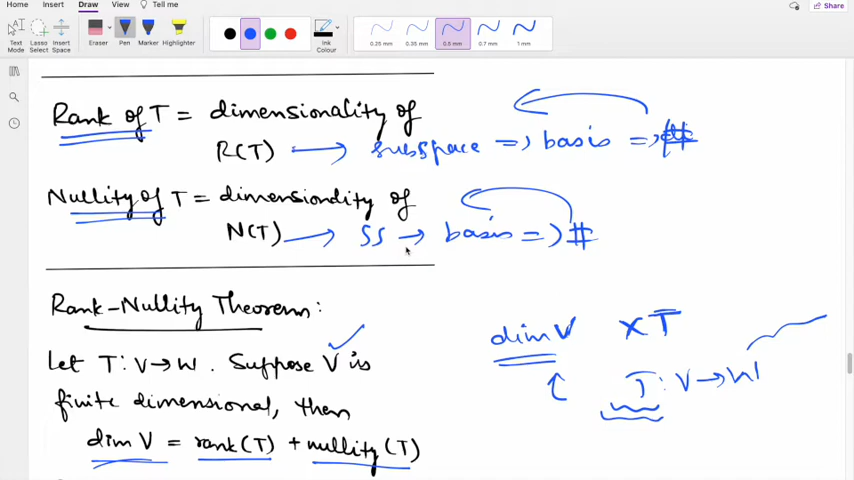 Home Insert Draw View Tell me
Share
Text Mode
Lasso Select
Insert Space
Eraser
Pen
Marker
Highlighter
Ink Colour
0.25 mm
0.35 mm
0.5 mm
0.7 mm
1 mm
Rank of T = dimensionality of
R(T) → subspace => basis => #
Nullity of T = dimensionality of
N(T) → SS → basis => #
Rank-Nullity Theorem:
dim V × T
Let T: V→W. Suppose V is
↑ T: V→W
finite dimensional, then
dim V = rank(T) + nullity(T)